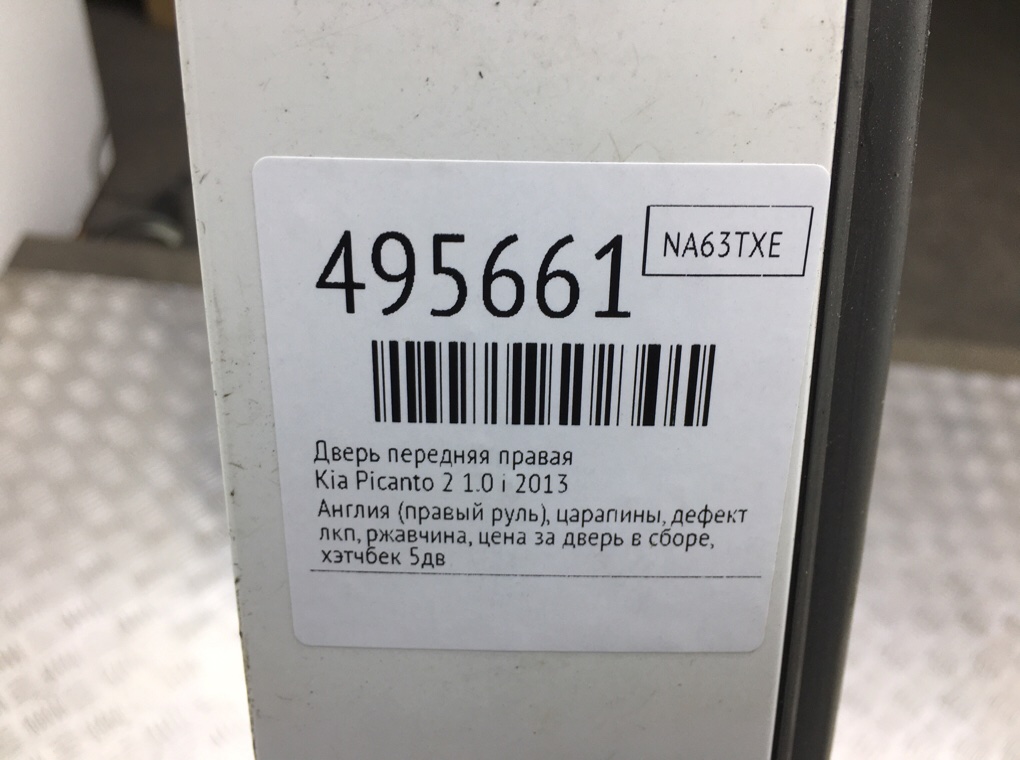 495661
NA63TXE
Дверь передняя правая
Kia Picanto 2 1.0 i 2013
Англия (правый руль), царапины, дефект
лкп, ржавчина, цена за дверь в сборе,
хэтчбек 5дв